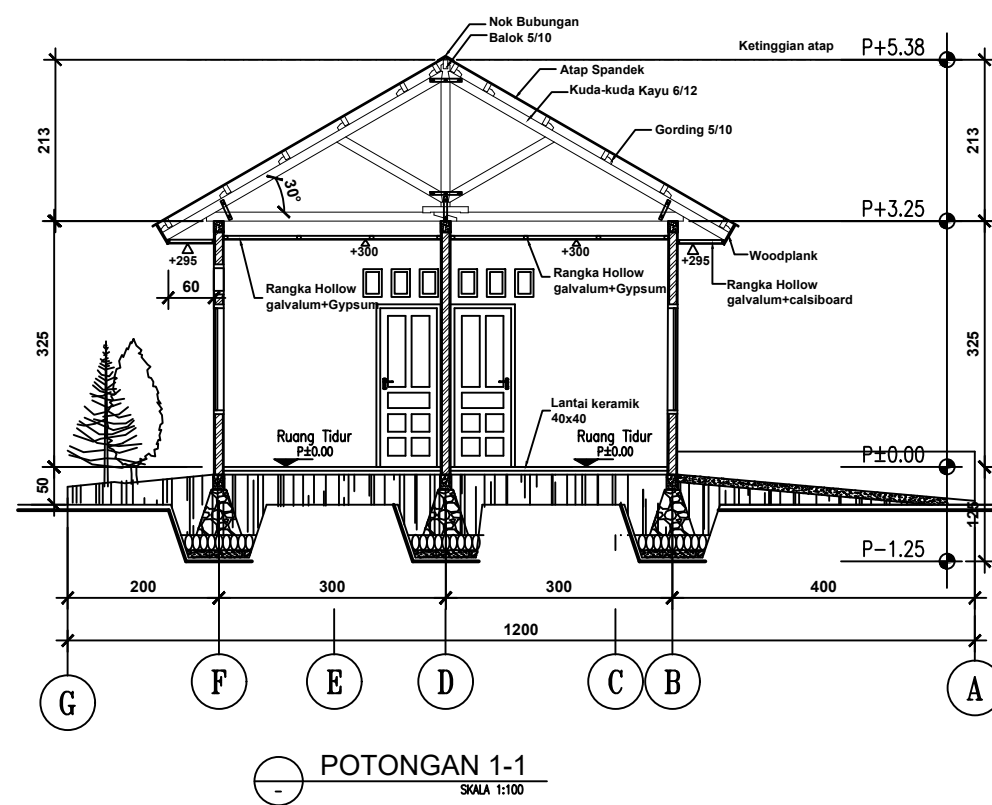 Nok Bubungan
Balok 5/10
Ketinggian atap
P+5.38
Atap Spandek
Kuda-kuda Kayu 6/12
Gording 5/10
213
213
30°
P+3.25
+295
+300
+300
+295
Woodplank
60
Rangka Hollow
galvalum+Gypsum
Rangka Hollow
galvalum+Gypsum
Rangka Hollow
galvalum+calsiboard
325
325
Lantai keramik
40x40
Ruang Tidur
P±0.00
Ruang Tidur
P±0.00
P±0.00
50
125
P-1.25
200
300
300
400
1200
G
F
E
D
C
B
A
POTONGAN 1-1
-
SKALA 1:100